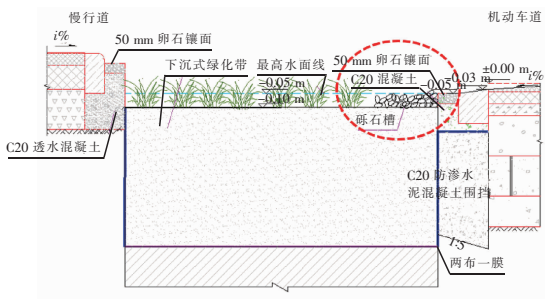 慢行道
机动车道
i%
50 mm 卵石镶面
下沉式绿化带
最高水面线
50 mm 卵石镶面
C20 混凝土
-0.03 m
±0.00 m
i%
-0.05 m
-0.05 m
-0.10 m
砾石槽
C20 透水混凝土
C20 防渗水
泥混凝土围挡
1:5
两布一膜